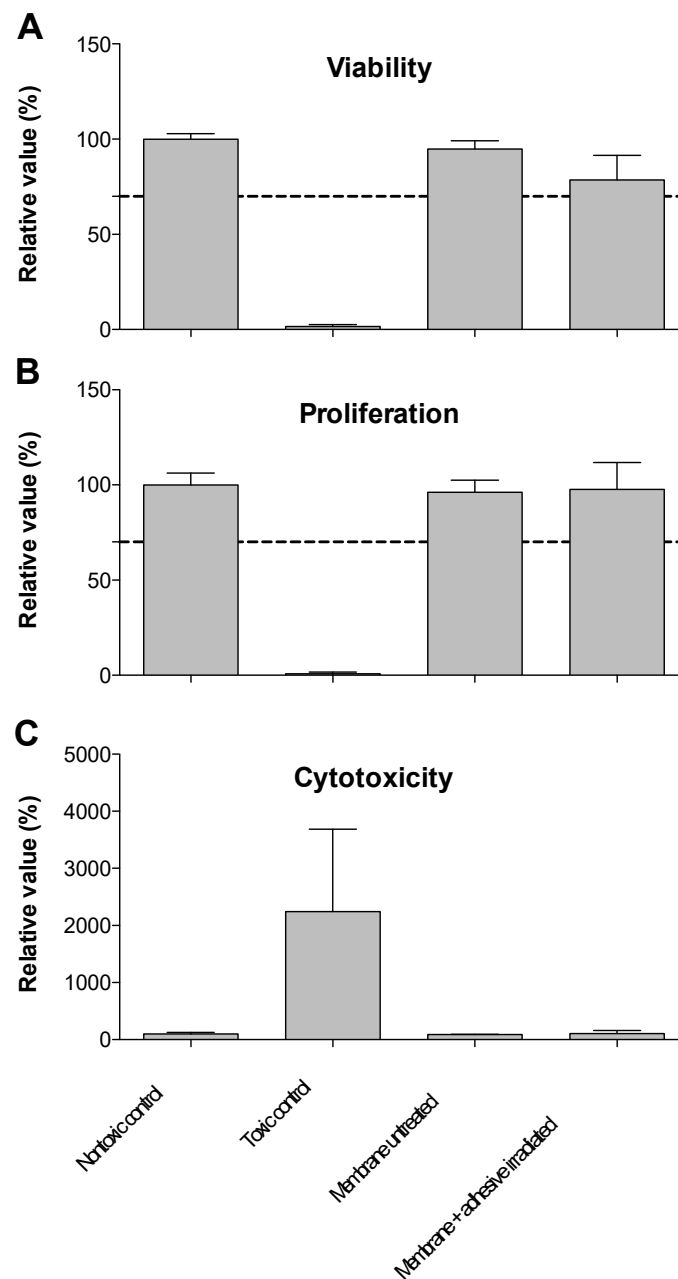 A
Viability
Relative value (%)
150
100
50
0
B
Proliferation
Relative value (%)
150
100
50
0
C
Cytotoxicity
Relative value (%)
5000
4000
3000
2000
1000
0
Nontoxic control
Toxic control
Membrane untreated
Membrane + adhesive irradiated